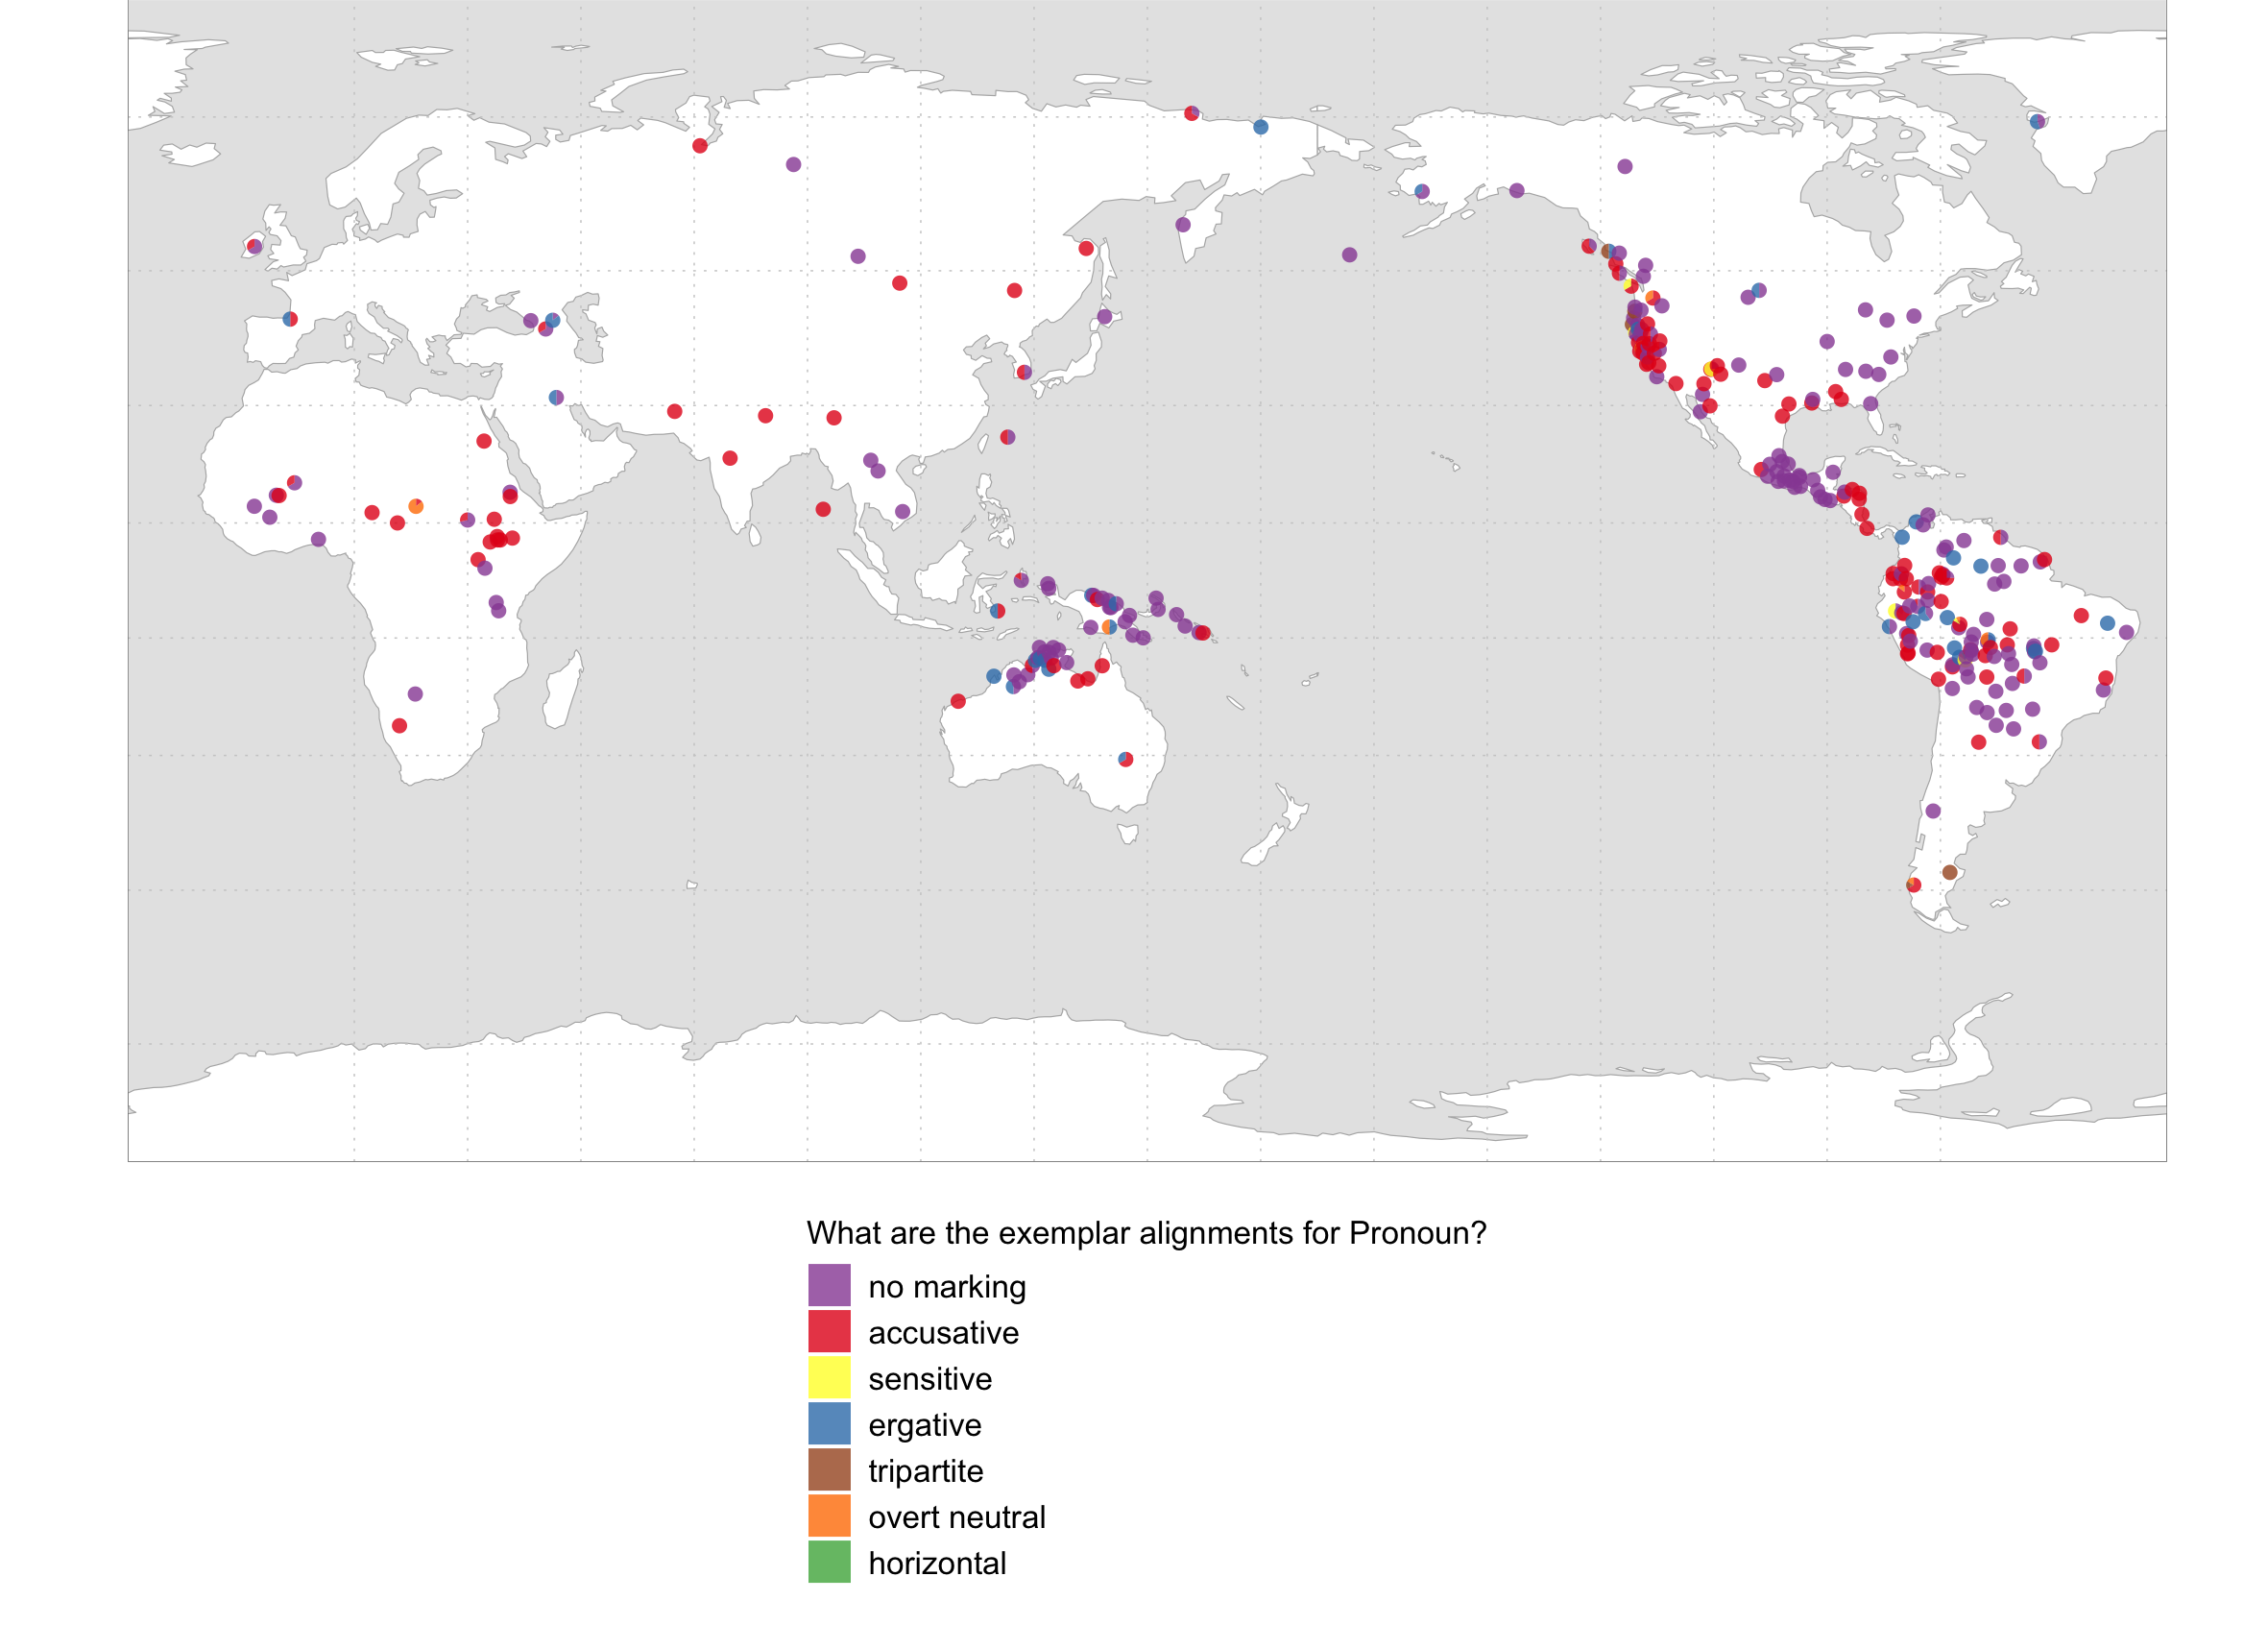 What are the exemplar alignments for Pronoun?
no marking
accusative
sensitive
ergative
tripartite
overt neutral
horizontal